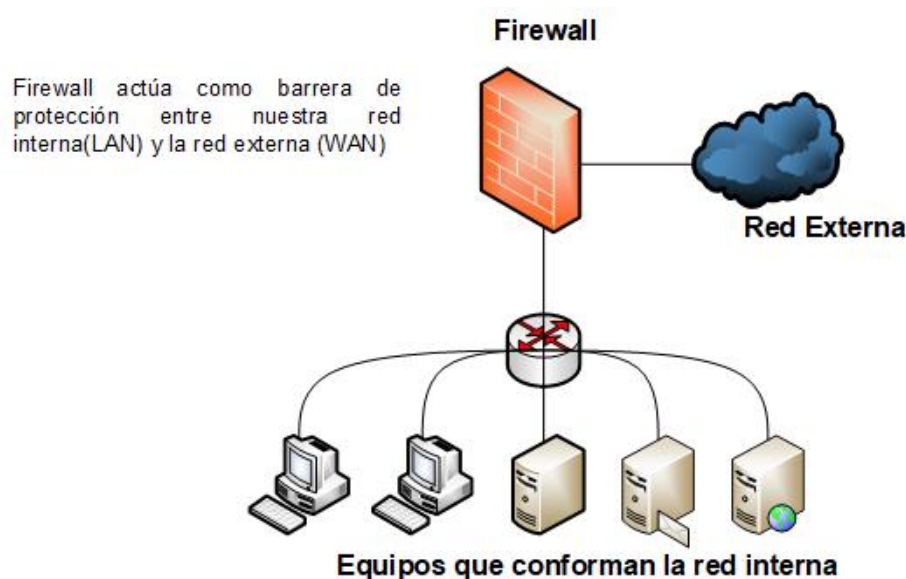 Firewall
Firewall actúa como barrera de
protección entre nuestra red
interna(LAN) y la red externa (WAN)
Red Externa
Equipos que conforman la red interna